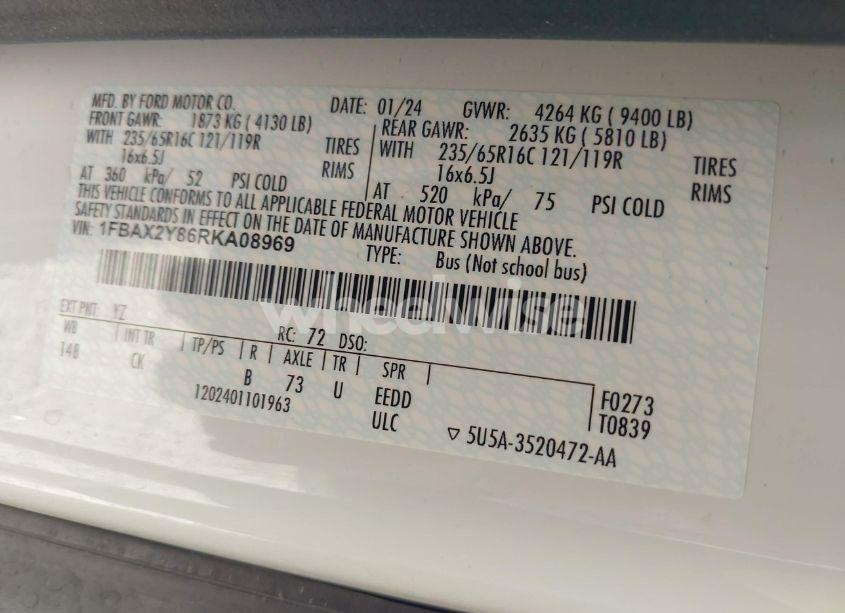 MFD. BY FORD MOTOR CO.
DATE: 01/24 GVWR: 4264 KG ( 9400 LB)
FRONT GAWR: 1873 KG ( 4130 LB)
WITH 235/65R16C 121/119R TIRES
16x6.5J RIMS
AT 360 kPa/ 52 PSI COLD
REAR GAWR: 2635 KG ( 5810 LB)
WITH 235/65R16C 121/119R TIRES
16x6.5J RIMS
AT 520 kPa/ 75 PSI COLD
THIS VEHICLE CONFORMS TO ALL APPLICABLE FEDERAL MOTOR VEHICLE
SAFETY STANDARDS IN EFFECT ON THE DATE OF MANUFACTURE SHOWN ABOVE.
VIN: 1FBAX2Y86RKA08969
TYPE: Bus (Not school bus)
wheelwise
EXT PNT: YZ RC: 72 DSO:
WB INT TR TP/PS R AXLE TR SPR
148 CK B 73 U EEDD
1202401101963 ULC
F0273
T0839
▽ 5U5A-3520472-AA